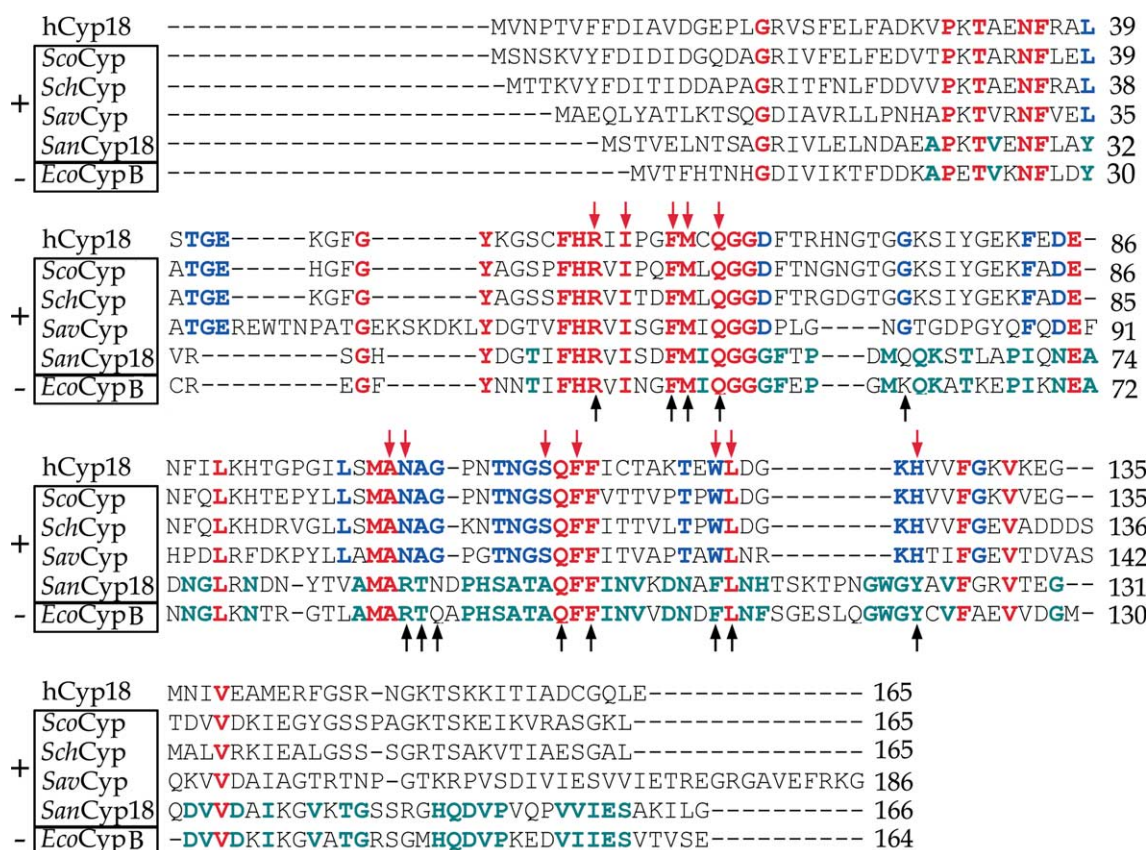 hCyp18 ---------------------MVNPTVFFDIAVDGEPLGRVSFELFADKVPKTAENFRAL 39
ScoCyp ---------------------MSNSKVYFDIDIDGQDAGRIVFELFEDVTPKTARNFLEL 39
SchCyp ----------------------MTTKVYFDIDIDDAPAGRITFNLFDDVVPKTAENFRAL 38
+ SavCyp -------------------------MAEQLYATLKTSQGDIAVRLLPNHAPKTVRNFVEL 35
SanCyp18 ----------------------------MSTVELNTSAGRIVLELNDAEAPKTVENFLAY 32
- EcoCypB ------------------------------MVTFHTNHGDIVIKTFDDKAPETVKNFLDY 30
hCyp18 STGE-----KGFG-------YKGSCFHRIIPGFMCQGGDFTRHNGTGGKSIYGEKFEDE- 86
ScoCyp ATGE-----HGFG-------YAGSPFHRVIPQFMLQGGDFTNGNGTGGKSIYGEKFADE- 86
SchCyp ATGE-----KGFG-------YAGSSFHRVITDFMLQGGDFTRGDGTGGKSIYGEKFADE- 85
+ SavCyp ATGEREWTNPATGEKSKDKLYDGTVFHRVISGFMIQGGDPLG----NGTGDPGYQFQDEF 91
SanCyp18 VR---------SGH------YDGTIFHRVISDFMIQGGGFTP----DMQQKSTLAPIQNEA 74
- EcoCypB CR---------EGF------YNNTIFHRVINGFMIQGGGFEP----GMKQKATKEPIKNEA 72
hCyp18 NFILKHTGPGILSMANAG-PNTNGSQFFICTAKTEWLDG--------KHVVFGKVKEG-- 135
ScoCyp NFQLKHTEPYLLSMANAG-PNTNGSQFFVTTVPTPWLDG--------KHVVFGKVVEG-- 135
SchCyp NFQLKHDRVGLLSMANAG-KNTNGSQFFITTVLTPWLDG--------KHVVFGEVADDDS 136
+ SavCyp HPDLRFDKPYLLAMANAG-PGTNGSQFFITVAPTAWLNR--------KHTIFGEVTDVAS 142
SanCyp18 DNGLRNDN-YTVAMARTNDPHSATAQFFINVKDNAFLNHTSKTPNGWGYAVFGRVTEG-- 131
- EcoCypB NNGLKNTR-GTLAMARTQAPHSATAQFFINVVDNDFLNFSGESLQGWGYCVFAEVVDGM- 130
hCyp18 MNIVEAMERFGSR-NGKTSKKITIADCGQLE-------------- 165
ScoCyp TDVVDKIEGYGSSPAGKTSKEIKVRASGKL--------------- 165
SchCyp MALVRKIEALGSS-SGRTSAKVTIAESGAL--------------- 165
+ SavCyp QKVVDAIAGTRTNP-GTKRPVSDIVIESVVIETREGRGAVEFRKG 186
SanCyp18 QDVVDAIKGVKTGSSRGHQDVPVQPVVIESAKILG---------- 166
- EcoCypB -DVVDKIKGVATGRSGMHQDVPKEDVIIESVTVSE---------- 164